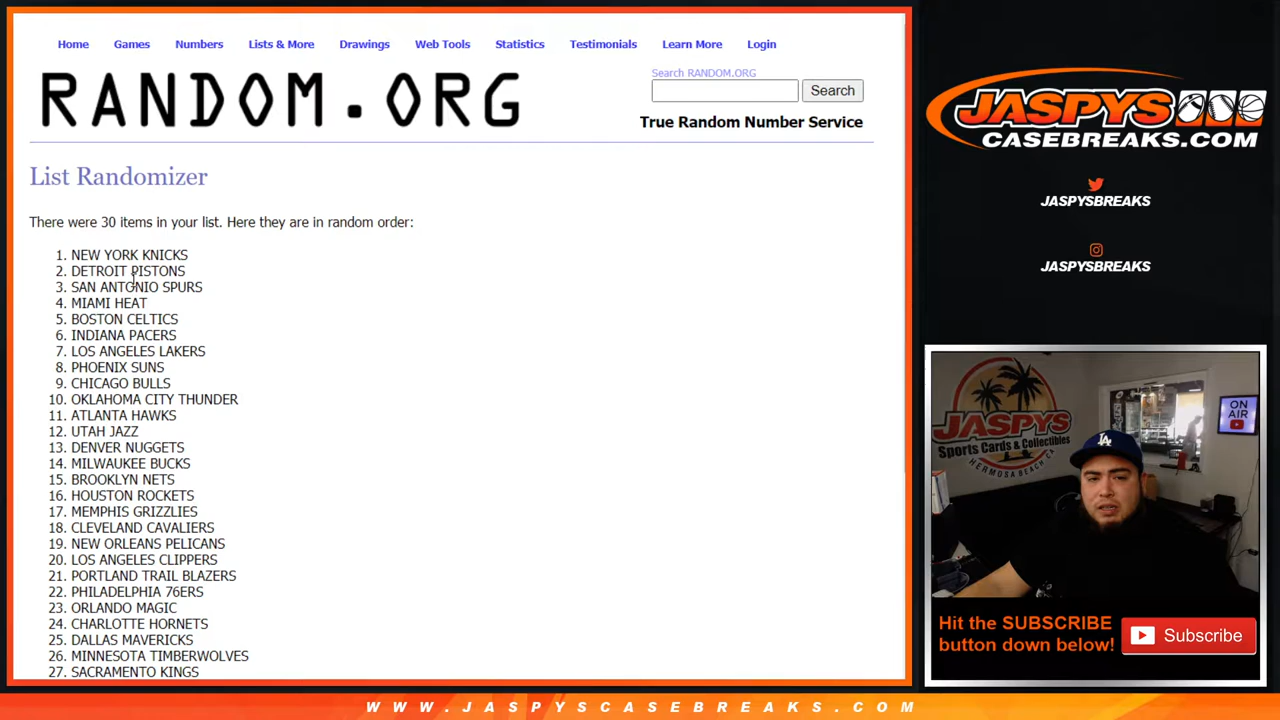 Home Games Numbers Lists & More Drawings Web Tools Statistics Testimonials Learn More Login
RANDOM.ORG
Search RANDOM.ORG
Search
True Random Number Service
List Randomizer
There were 30 items in your list. Here they are in random order:
1. NEW YORK KNICKS
2. DETROIT PISTONS
3. SAN ANTONIO SPURS
4. MIAMI HEAT
5. BOSTON CELTICS
6. INDIANA PACERS
7. LOS ANGELES LAKERS
8. PHOENIX SUNS
9. CHICAGO BULLS
10. OKLAHOMA CITY THUNDER
11. ATLANTA HAWKS
12. UTAH JAZZ
13. DENVER NUGGETS
14. MILWAUKEE BUCKS
15. BROOKLYN NETS
16. HOUSTON ROCKETS
17. MEMPHIS GRIZZLIES
18. CLEVELAND CAVALIERS
19. NEW ORLEANS PELICANS
20. LOS ANGELES CLIPPERS
21. PORTLAND TRAIL BLAZERS
22. PHILADELPHIA 76ERS
23. ORLANDO MAGIC
24. CHARLOTTE HORNETS
25. DALLAS MAVERICKS
26. MINNESOTA TIMBERWOLVES
27. SACRAMENTO KINGS
JASPYS
CASEBREAKS.COM
JASPYSBREAKS
JASPYSBREAKS
JASPYS
Sports Cards & Collectibles
HERMOSA BEACH CA
ON AIR
LA
Hit the SUBSCRIBE
button down below!
Subscribe
WWW.JASPYSCASEBREAKS.COM